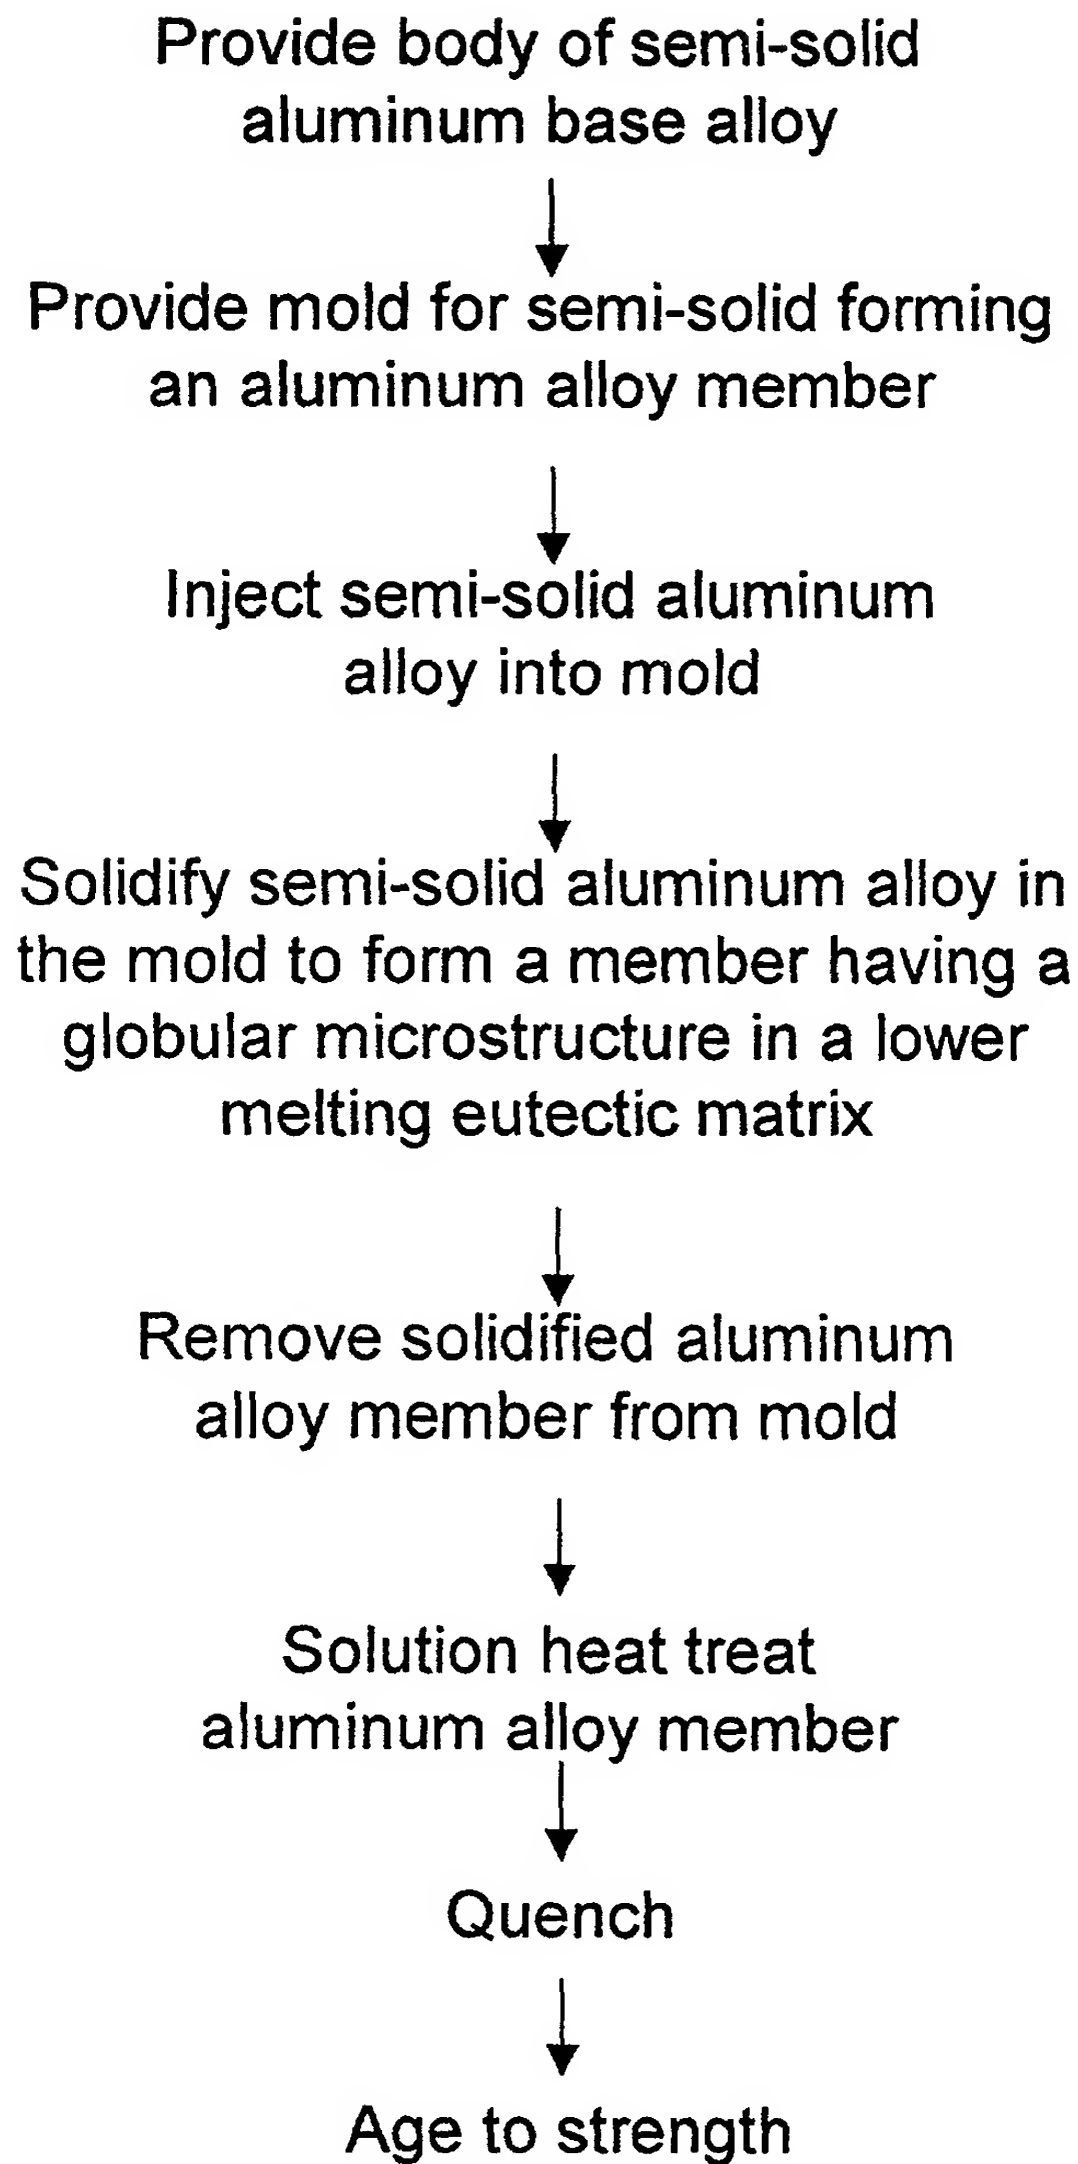 Provide body of semi-solid
aluminum base alloy
Provide mold for semi-solid forming
an aluminum alloy member
Inject semi-solid aluminum
alloy into mold
Solidify semi-solid aluminum alloy in
the mold to form a member having a
globular microstructure in a lower
melting eutectic matrix
Remove solidified aluminum
alloy member from mold
Solution heat treat
aluminum alloy member
Quench
Age to strength